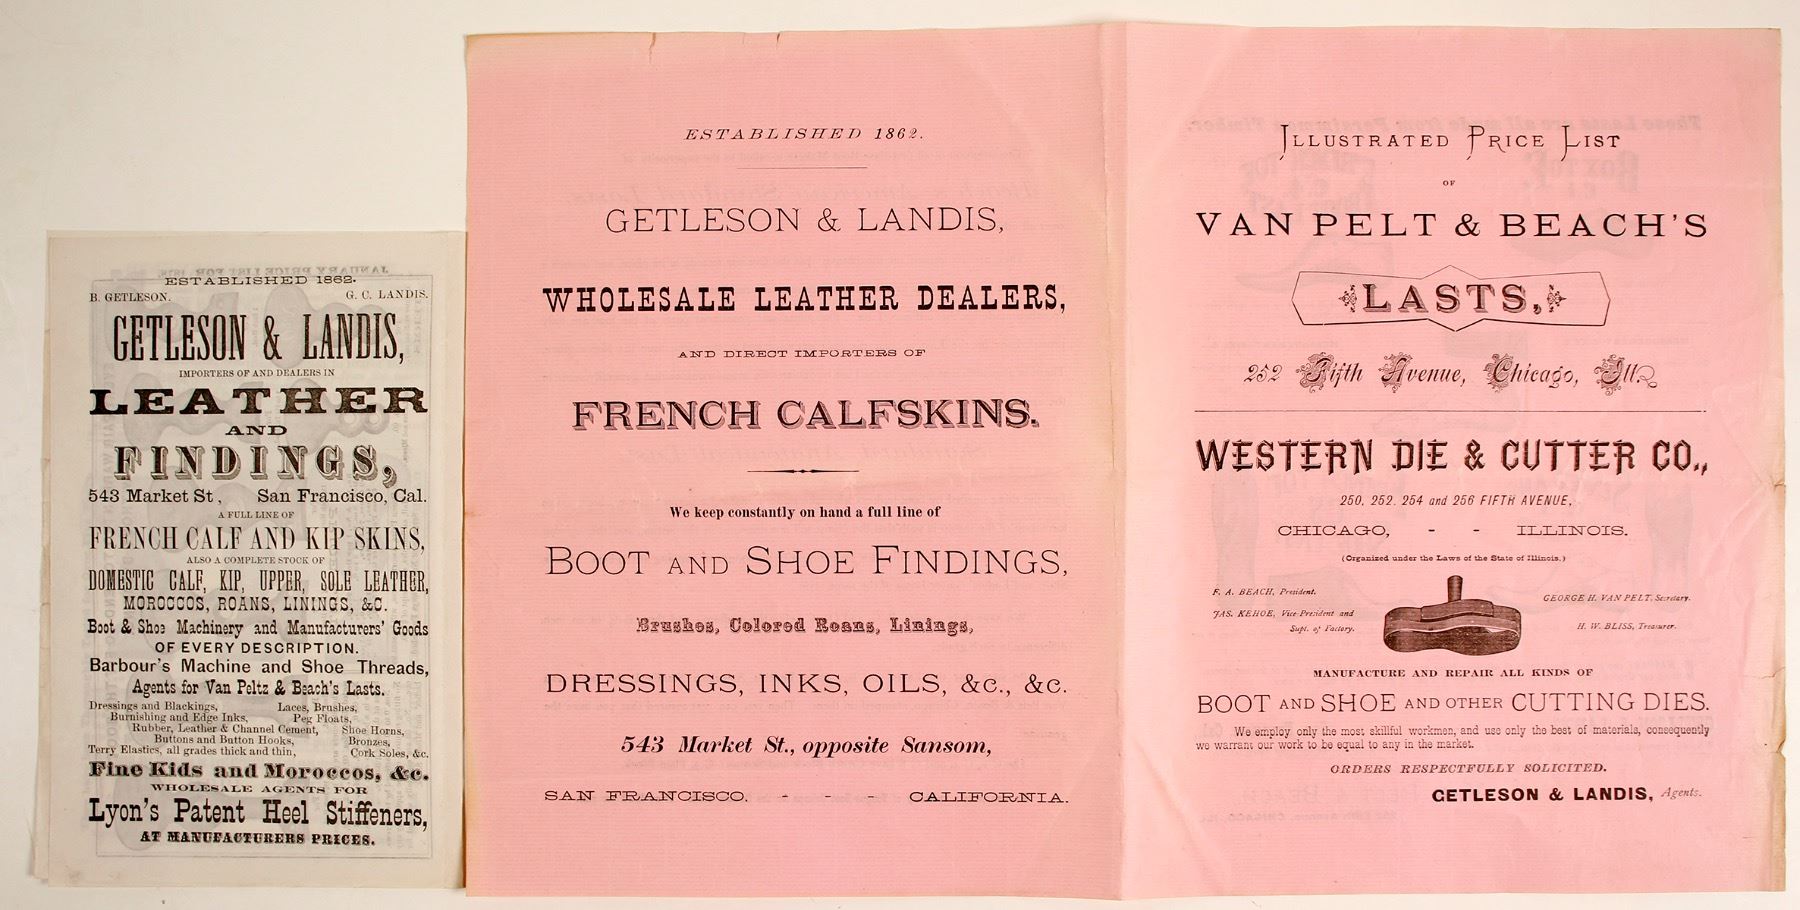 ESTABLISHED 1862.
B. GETLESON. G. C. LANDIS.
GETLESON & LANDIS,
IMPORTERS OF AND DEALERS IN
LEATHER
AND
FINDINGS,
543 Market St, San Francisco, Cal.
A FULL LINE OF
FRENCH CALF AND KIP SKINS,
ALSO A COMPLETE STOCK OF
DOMESTIC CALF, KIP, UPPER, SOLE LEATHER,
MOROCCOS, ROANS, LININGS, &C.
Boot & Shoe Machinery and Manufacturers' Goods
OF EVERY DESCRIPTION.
Barbour's Machine and Shoe Threads,
Agents for Van Peltz & Beach's Lasts.
Dressings and Blackings, Laces, Brushes,
Burnishing and Edge Inks, Peg Floats,
Rubber, Leather & Channel Cement, Shoe Horns,
Buttons and Button Hooks, Bronzes,
Terry Elastics, all grades thick and thin, Cork Soles, &c.
Fine Kids and Moroccos, &c.
WHOLESALE AGENTS FOR
Lyon's Patent Heel Stiffeners,
AT MANUFACTURERS PRICES.
ESTABLISHED 1862.
GETLESON & LANDIS,
WHOLESALE LEATHER DEALERS,
AND DIRECT IMPORTERS OF
FRENCH CALFSKINS.
We keep constantly on hand a full line of
BOOT AND SHOE FINDINGS,
Brushes, Colored Roans, Linings,
DRESSINGS, INKS, OILS, &c., &c.
543 Market St., opposite Sansom,
SAN FRANCISCO. - - - CALIFORNIA.
ILLUSTRATED PRICE LIST
OF
VAN PELT & BEACH'S
LASTS,
252 Fifth Avenue, Chicago, Ill.
WESTERN DIE & CUTTER CO.,
250, 252, 254 and 256 FIFTH AVENUE,
CHICAGO, - - ILLINOIS.
(Organized under the Laws of the State of Illinois.)
F. A. BEACH, President. GEORGE H. VAN PELT, Secretary.
JAS. KEHOE, Vice-President and
Supt. of Factory. H. W. BLISS, Treasurer.
MANUFACTURE AND REPAIR ALL KINDS OF
BOOT AND SHOE AND OTHER CUTTING DIES.
We employ only the most skillful workmen, and use only the best of materials, consequently
we warrant our work to be equal to any in the market.
ORDERS RESPECTFULLY SOLICITED.
GETLESON & LANDIS, Agents.